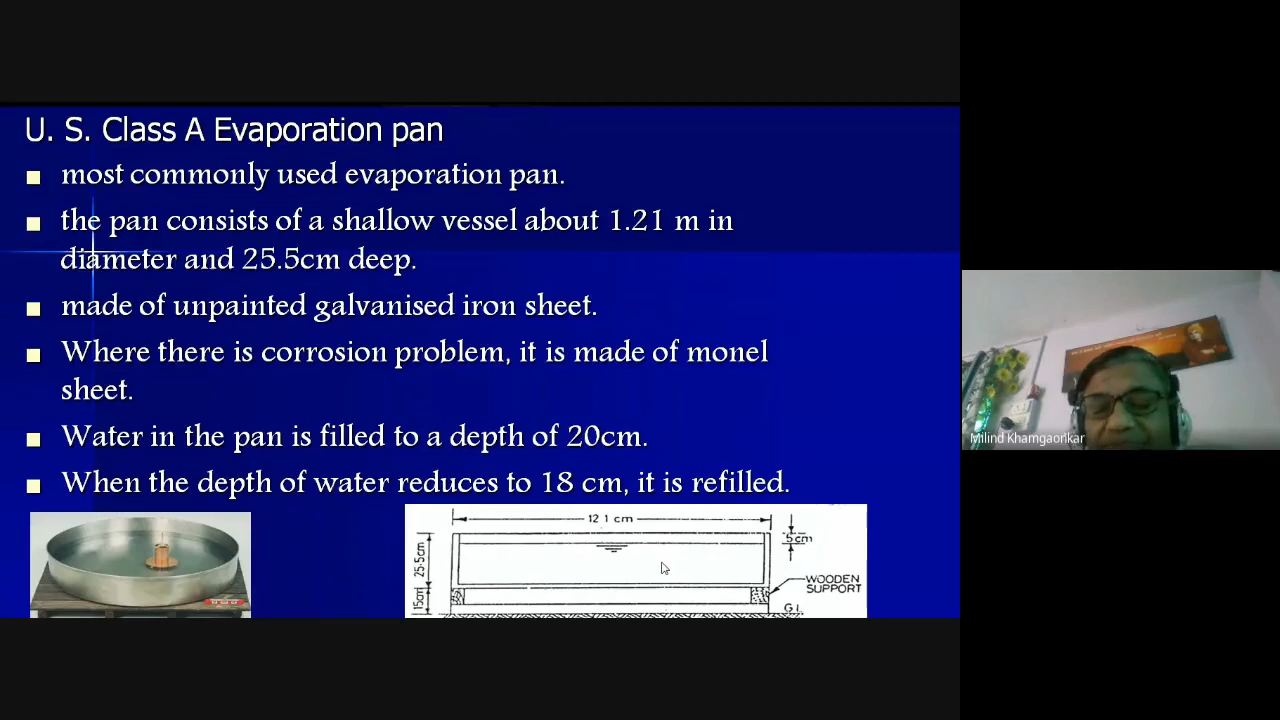 U. S. Class A Evaporation pan
■ most commonly used evaporation pan.
■ the pan consists of a shallow vessel about 1.21 m in
diameter and 25.5cm deep.
■ made of unpainted galvanised iron sheet.
■ Where there is corrosion problem, it is made of monel
sheet.
■ Water in the pan is filled to a depth of 20cm.
■ When the depth of water reduces to 18 cm, it is refilled.
12 1 cm
5cm
25·5cm
15cm
WOODEN
SUPPORT
G I.
Milind Khamgaonkar